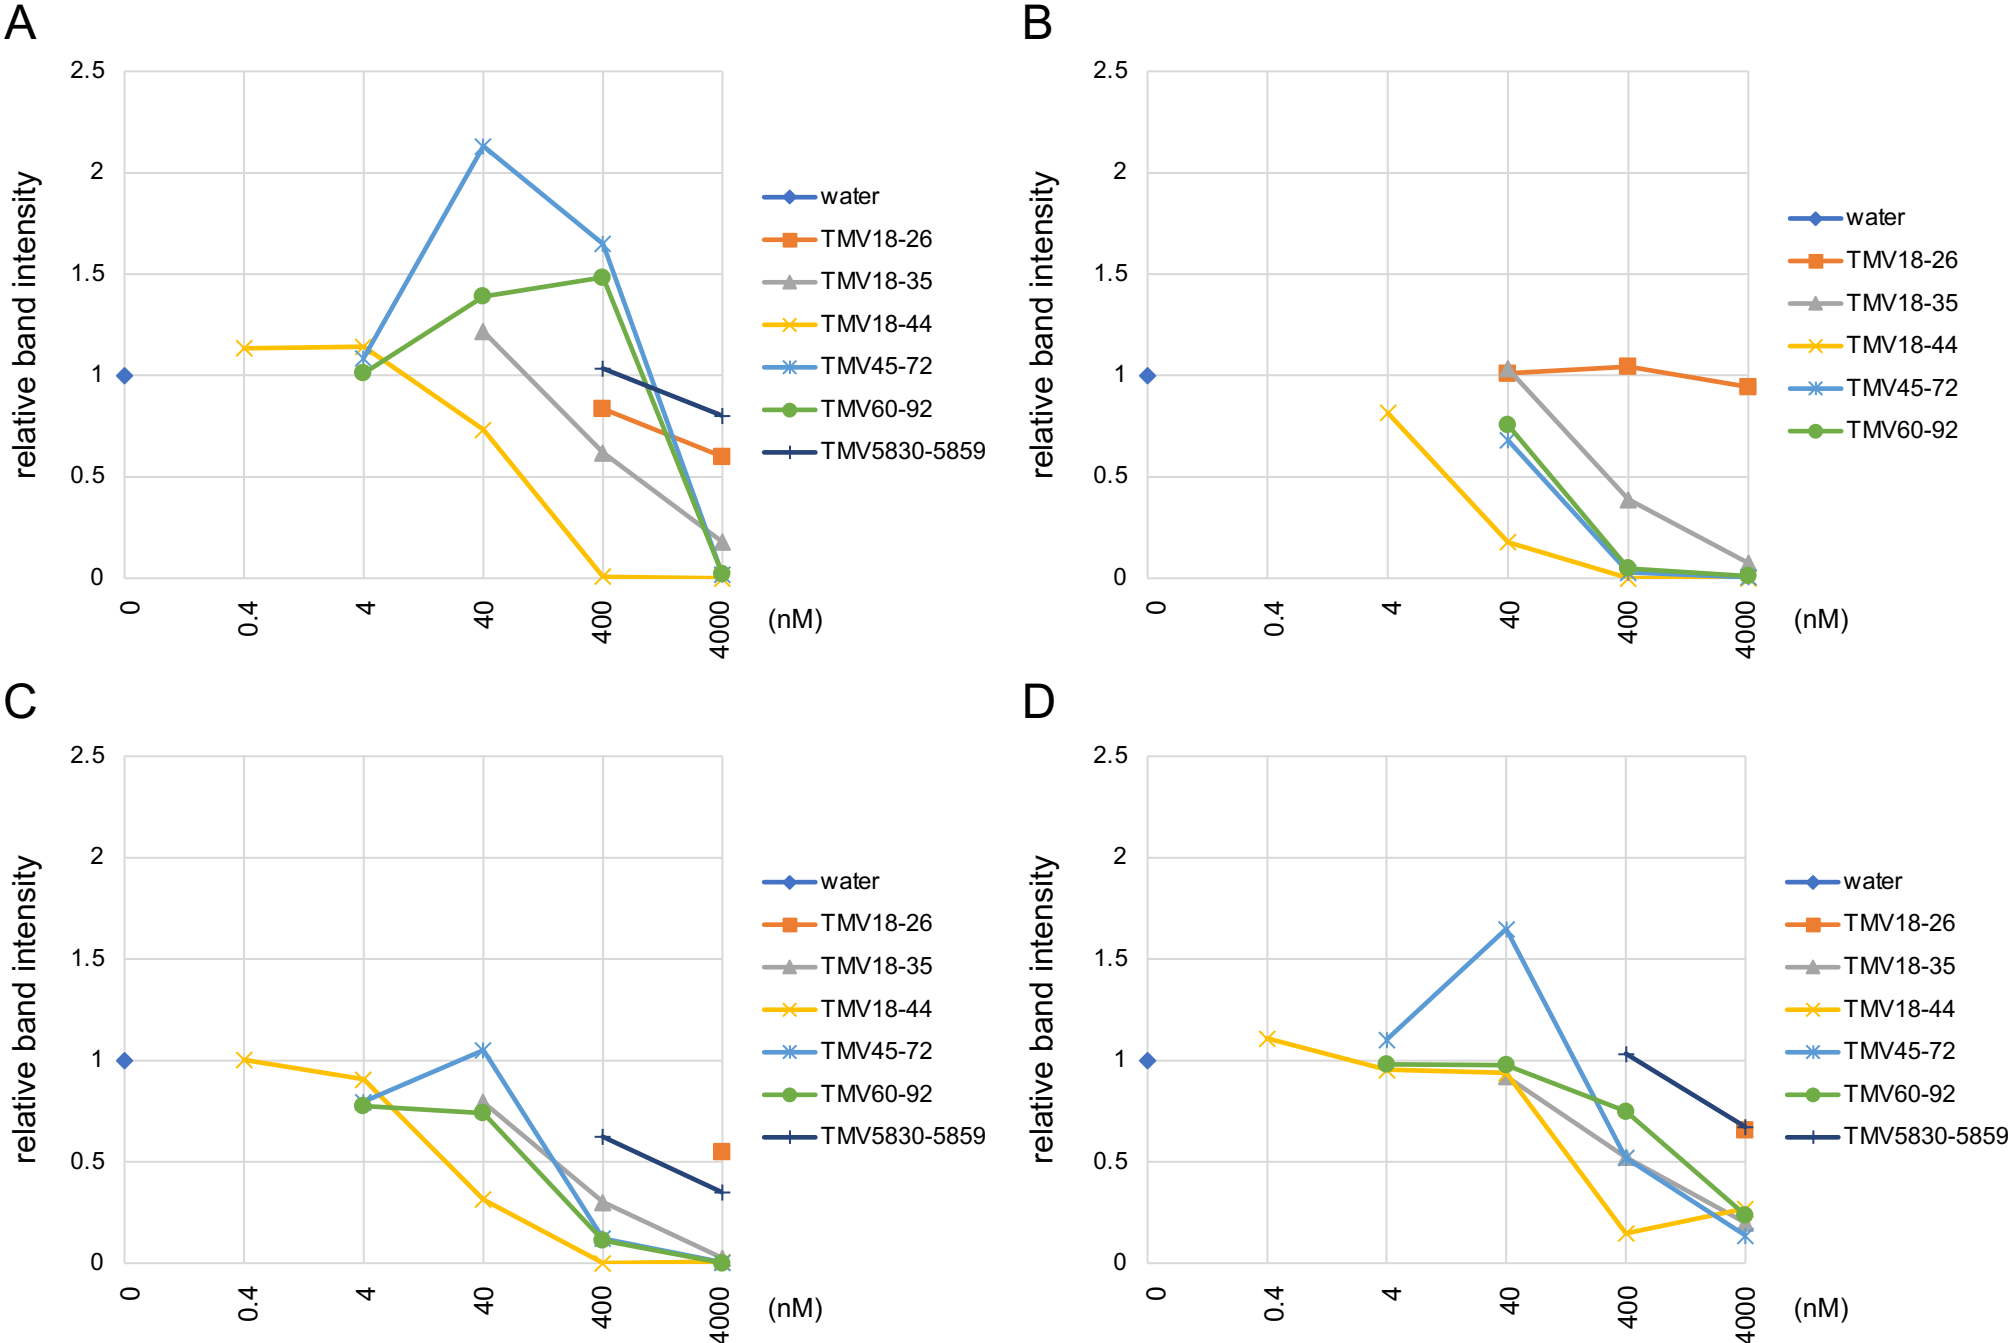 A
2.5
2
1.5
1
0.5
0
relative band intensity
0
0.4
4
40
400
4000
(nM)
water
TMV18-26
TMV18-35
TMV18-44
TMV45-72
TMV60-92
TMV5830-5859
B
2.5
2
1.5
1
0.5
0
relative band intensity
0
0.4
4
40
400
4000
(nM)
water
TMV18-26
TMV18-35
TMV18-44
TMV45-72
TMV60-92
C
2.5
2
1.5
1
0.5
0
relative band intensity
0
0.4
4
40
400
4000
(nM)
water
TMV18-26
TMV18-35
TMV18-44
TMV45-72
TMV60-92
TMV5830-5859
D
2.5
2
1.5
1
0.5
0
relative band intensity
0
0.4
4
40
400
4000
(nM)
water
TMV18-26
TMV18-35
TMV18-44
TMV45-72
TMV60-92
TMV5830-5859